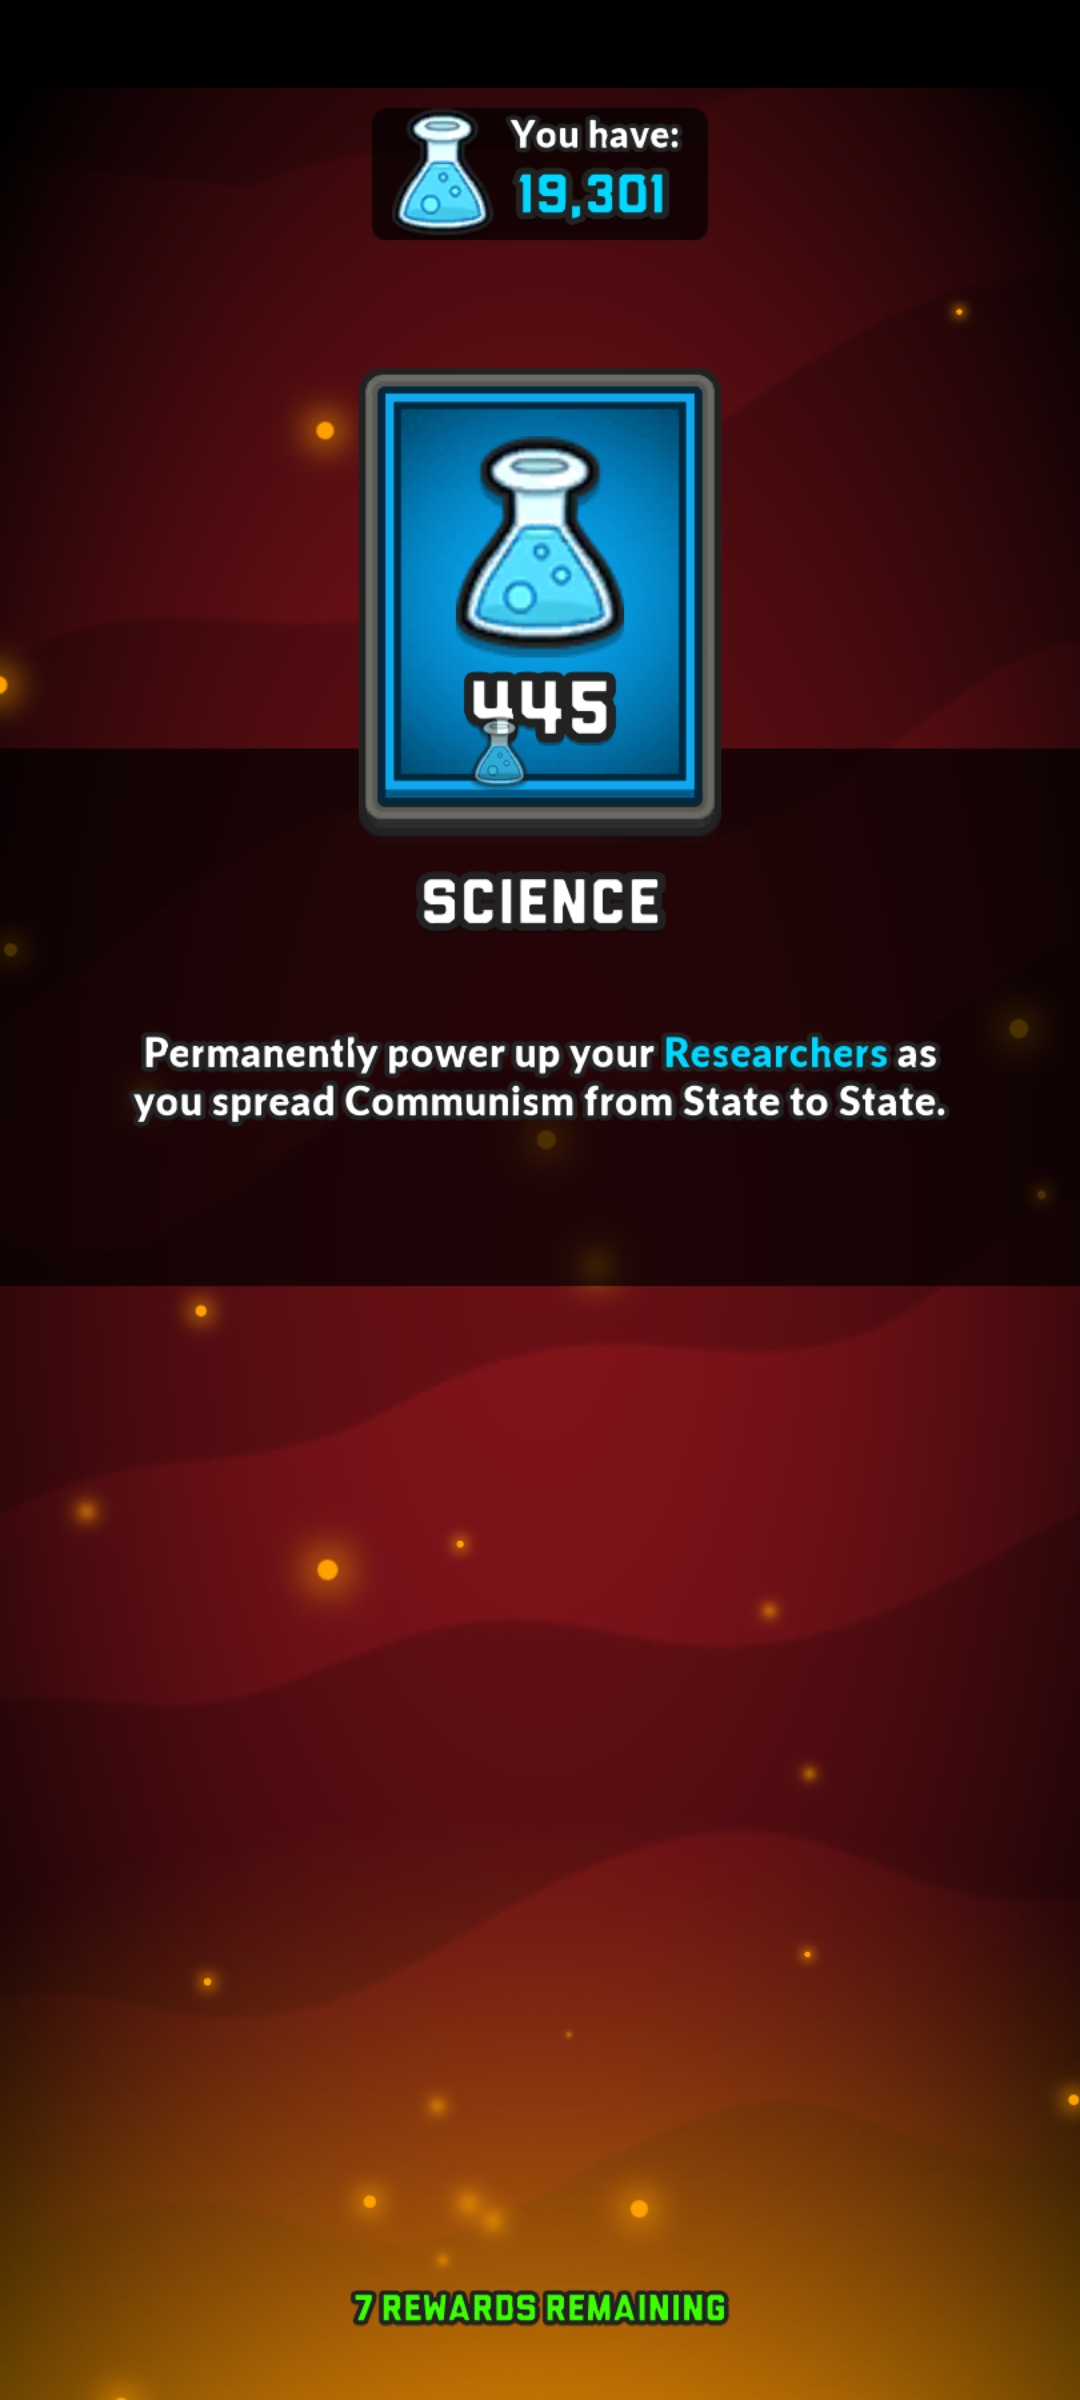 You have:
19,301
445
SCIENCE
Permanently power up your Researchers as
you spread Communism from State to State.
7 REWARDS REMAINING